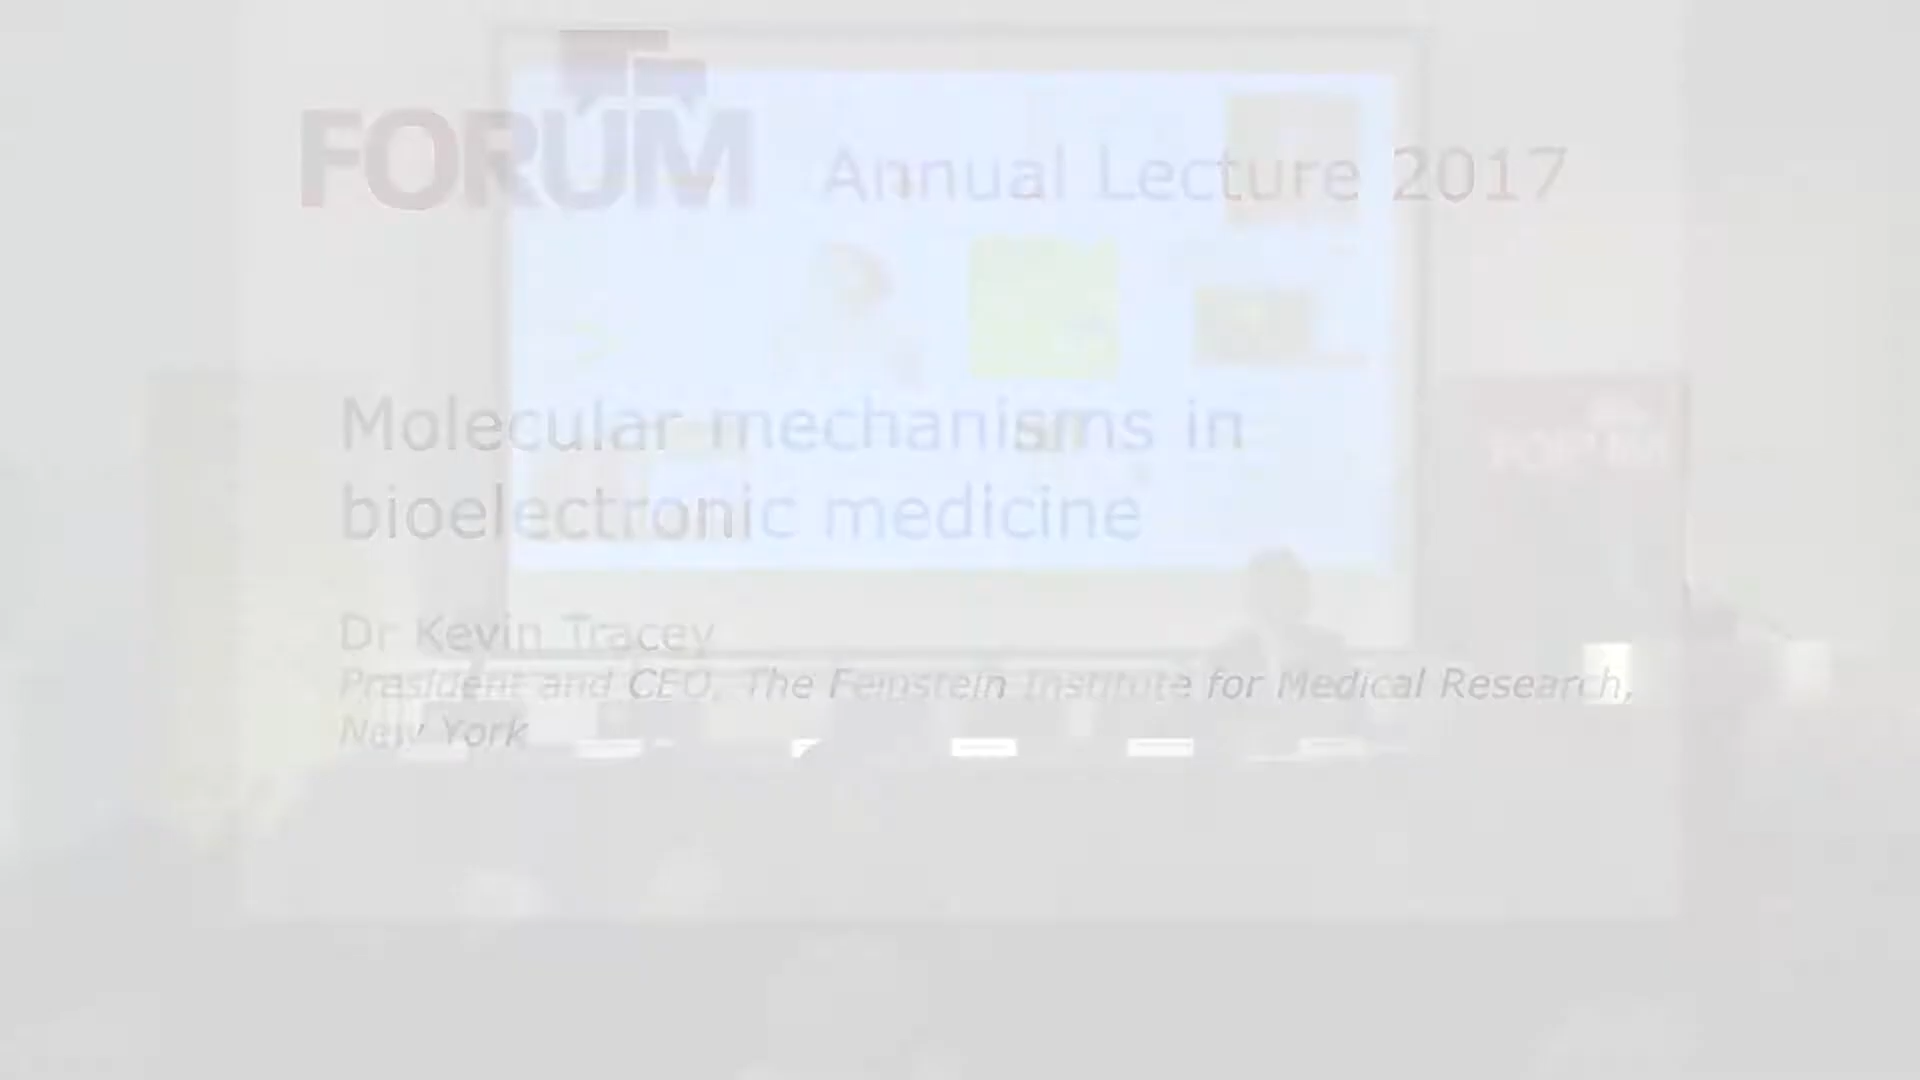 FORUM Annual Lecture 2017
Molecular mechanisms in
bioelectronic medicine
Dr Kevin Tracey
President and CEO, The Feinstein Institute for Medical Research,
New York
FORUM